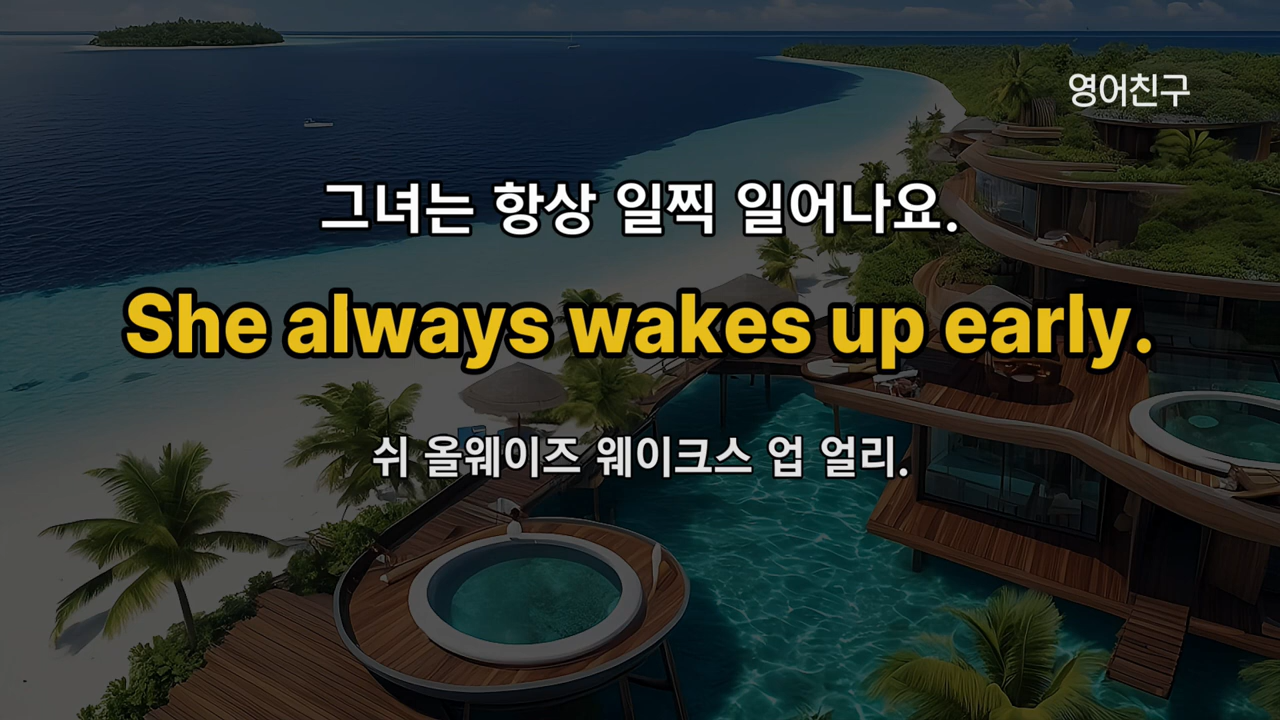 영어친구
그녀는 항상 일찍 일어나요.
She always wakes up early.
쉬 올웨이즈 웨이크스 업 얼리.